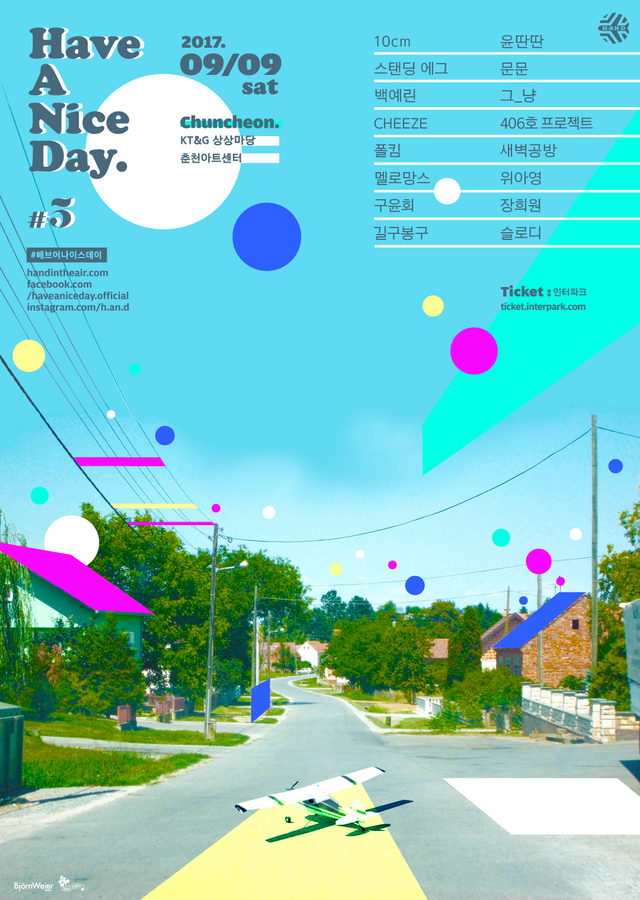 Have
A
Nice
Day.
#5
#해브어나이스데이
handintheair.com
facebook.com
/haveaniceday.official
instagram.com/h.an.d
2017.
09/09
sat
Chuncheon.
KT&G 상상마당
춘천아트센터
10cm 윤딴딴
스탠딩 에그 문문
백예린 그_냥
CHEEZE 406호 프로젝트
폴킴 새벽공방
멜로망스 위아영
구윤회 장희원
길구봉구 슬로디
HAND
Ticket : 인터파크
ticket.interpark.com
BjörnWeier